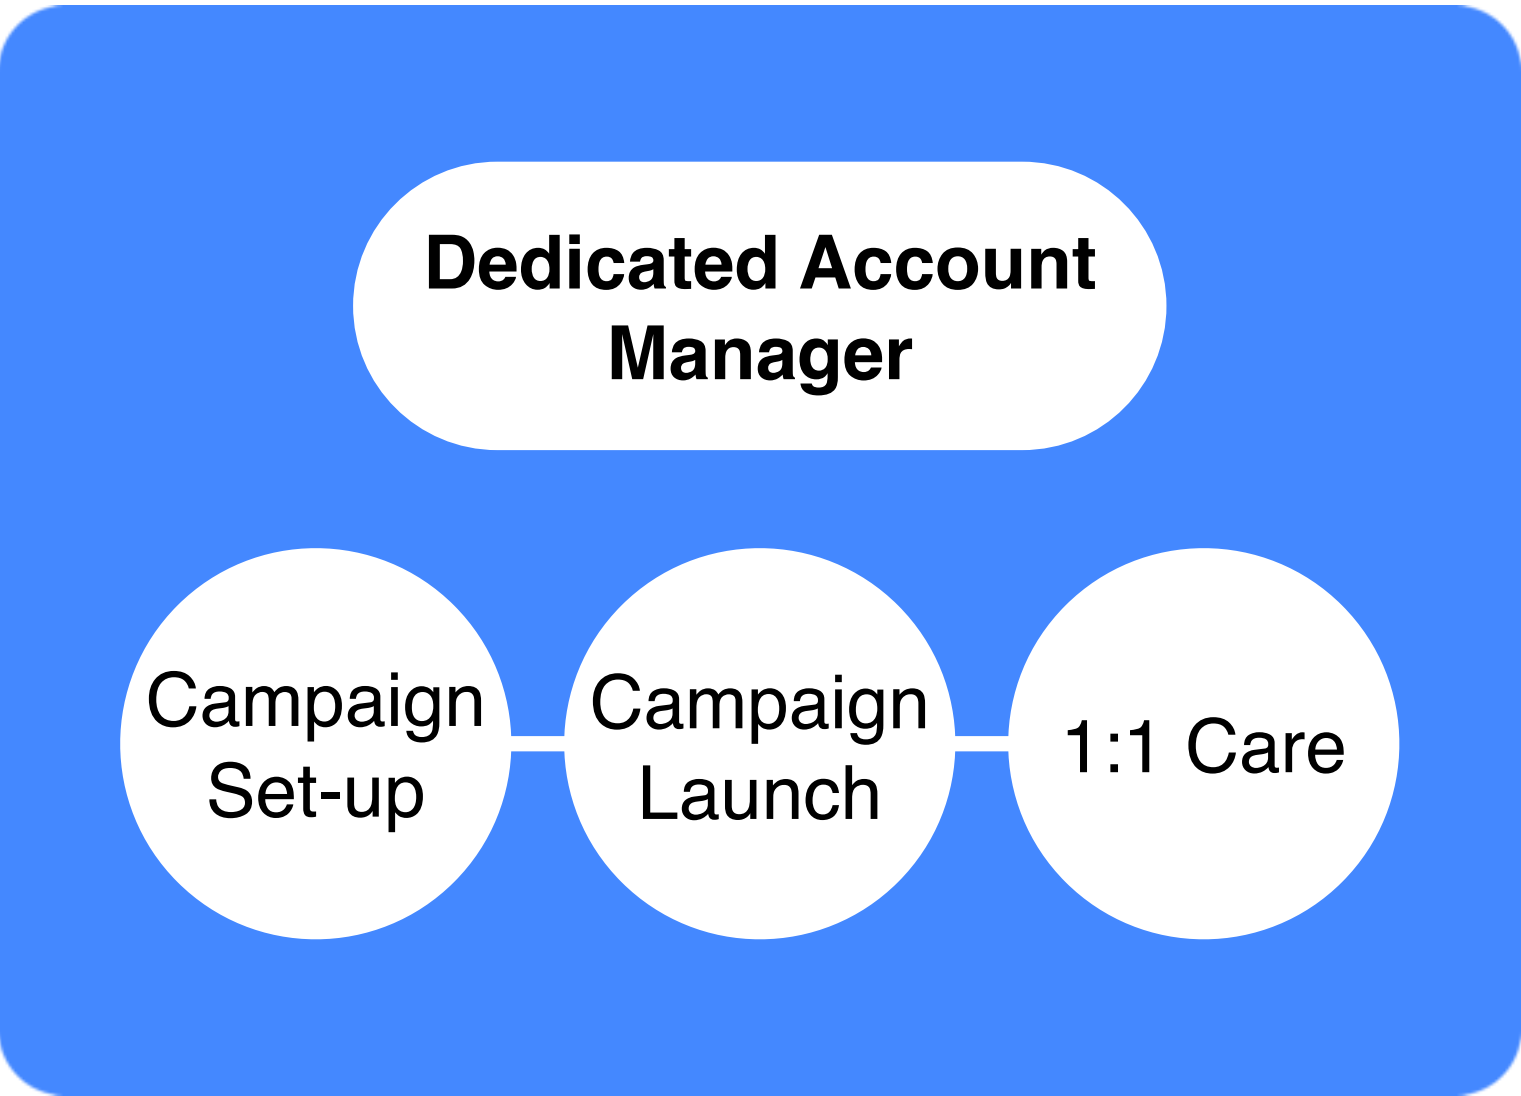 Dedicated Account
Manager
Campaign
Set-up
Campaign
Launch
1:1 Care